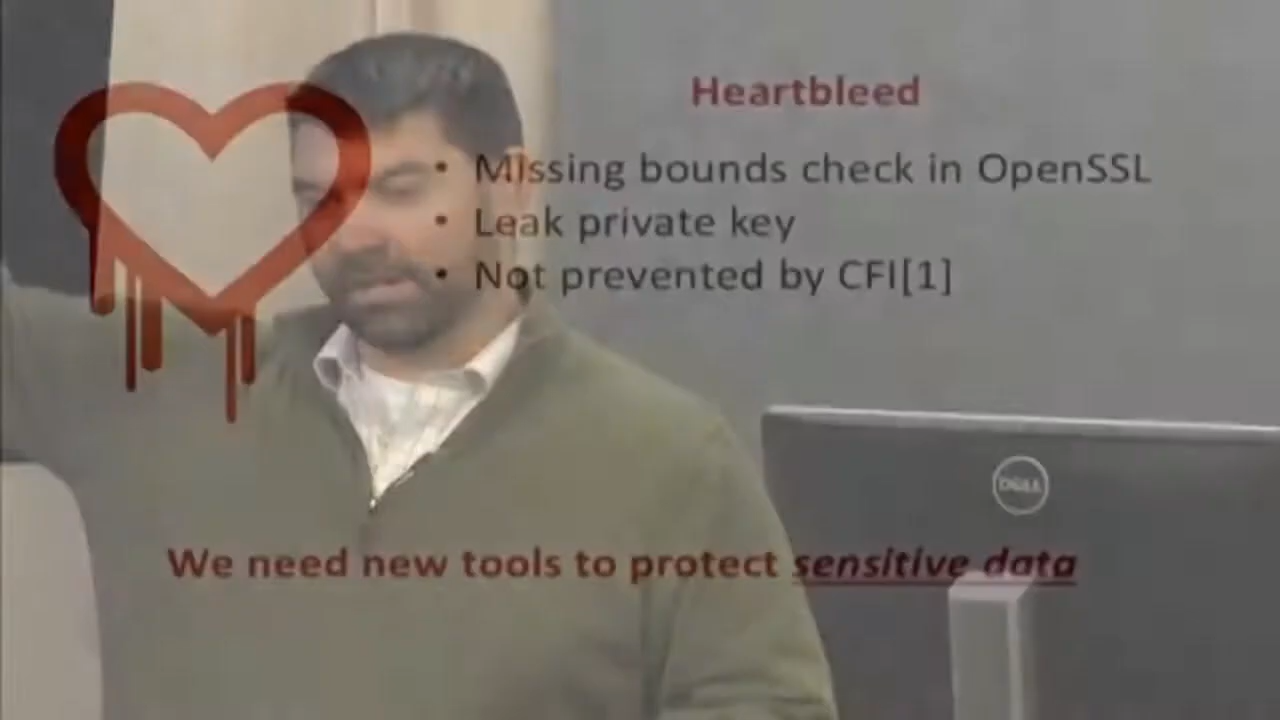 Heartbleed
• Missing bounds check in OpenSSL
• Leak private key
• Not prevented by CFI[1]
We need new tools to protect sensitive data
DELL